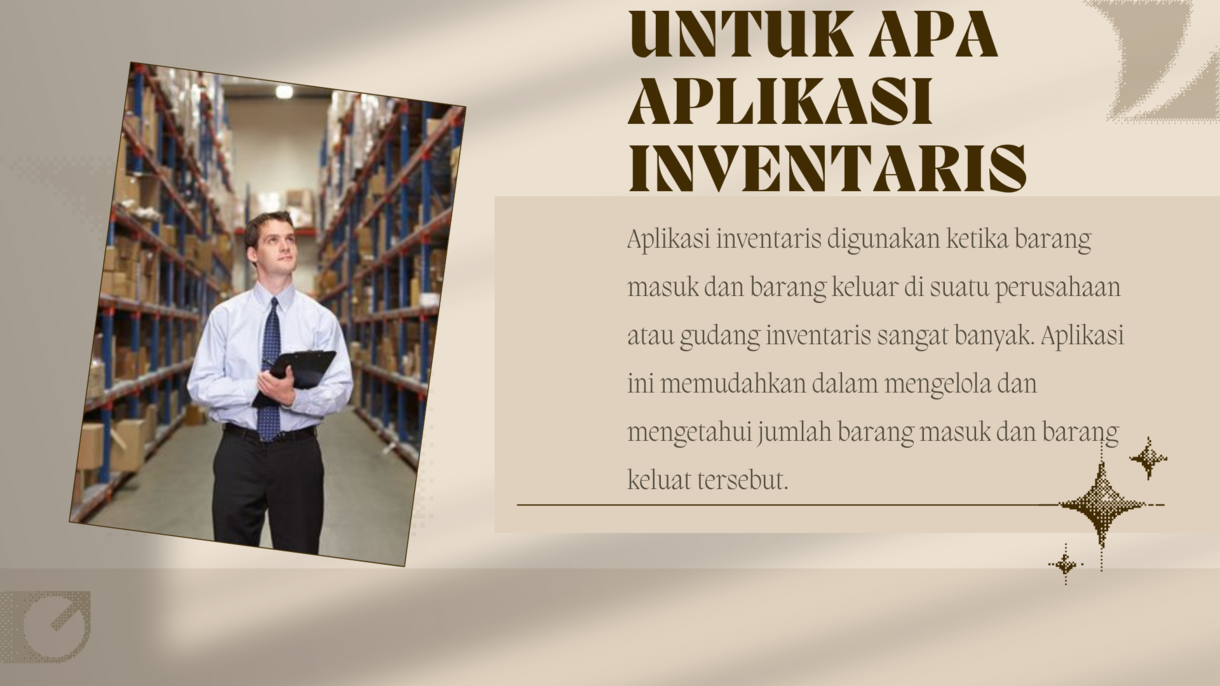 UNTUK APA
APLIKASI
INVENTARIS
Aplikasi inventaris digunakan ketika barang
masuk dan barang keluar di suatu perusahaan
atau gudang inventaris sangat banyak. Aplikasi
ini memudahkan dalam mengelola dan
mengetahui jumlah barang masuk dan barang
keluat tersebut.